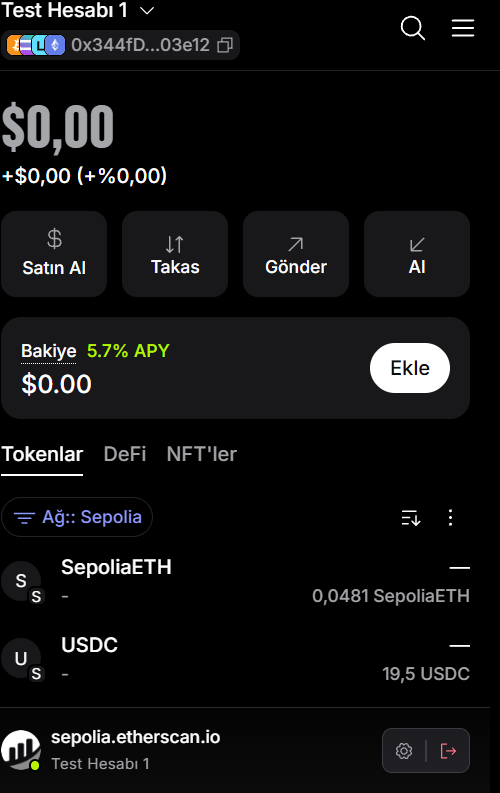 Test Hesabı 1
0x344fD...03e12
$0,00
+$0,00 (+%0,00)
Satın Al
Takas
Gönder
Al
Bakiye 5.7% APY
$0.00
Ekle
Tokenlar DeFi NFT'ler
Ağ:: Sepolia
S
S
SepoliaETH
—
-
0,0481 SepoliaETH
U
S
USDC
—
-
19,5 USDC
sepolia.etherscan.io
Test Hesabı 1